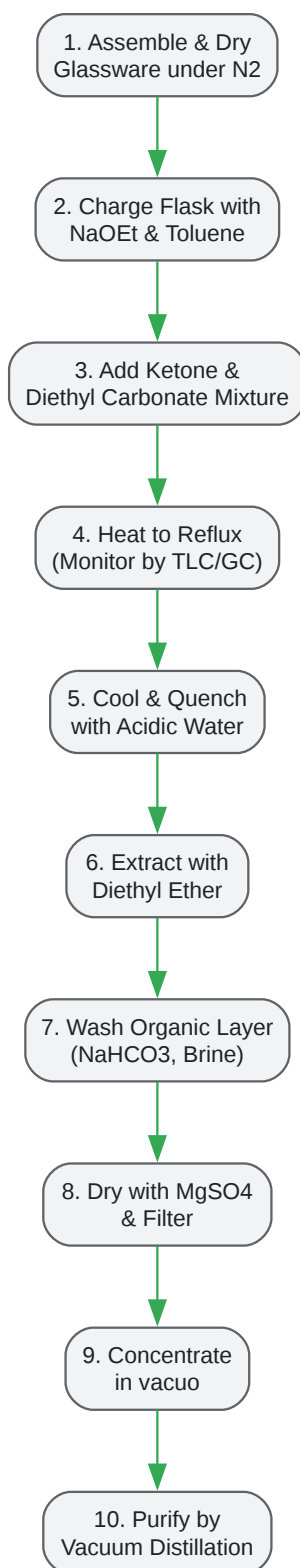 1. Assemble & Dry
Glassware under N2
2. Charge Flask with
NaOEt & Toluene
3. Add Ketone &
Diethyl Carbonate Mixture
4. Heat to Reflux
(Monitor by TLC/GC)
5. Cool & Quench
with Acidic Water
6. Extract with
Diethyl Ether
7. Wash Organic Layer
(NaHCO3, Brine)
8. Dry with MgSO4
& Filter
9. Concentrate
in vacuo
10. Purify by
Vacuum Distillation